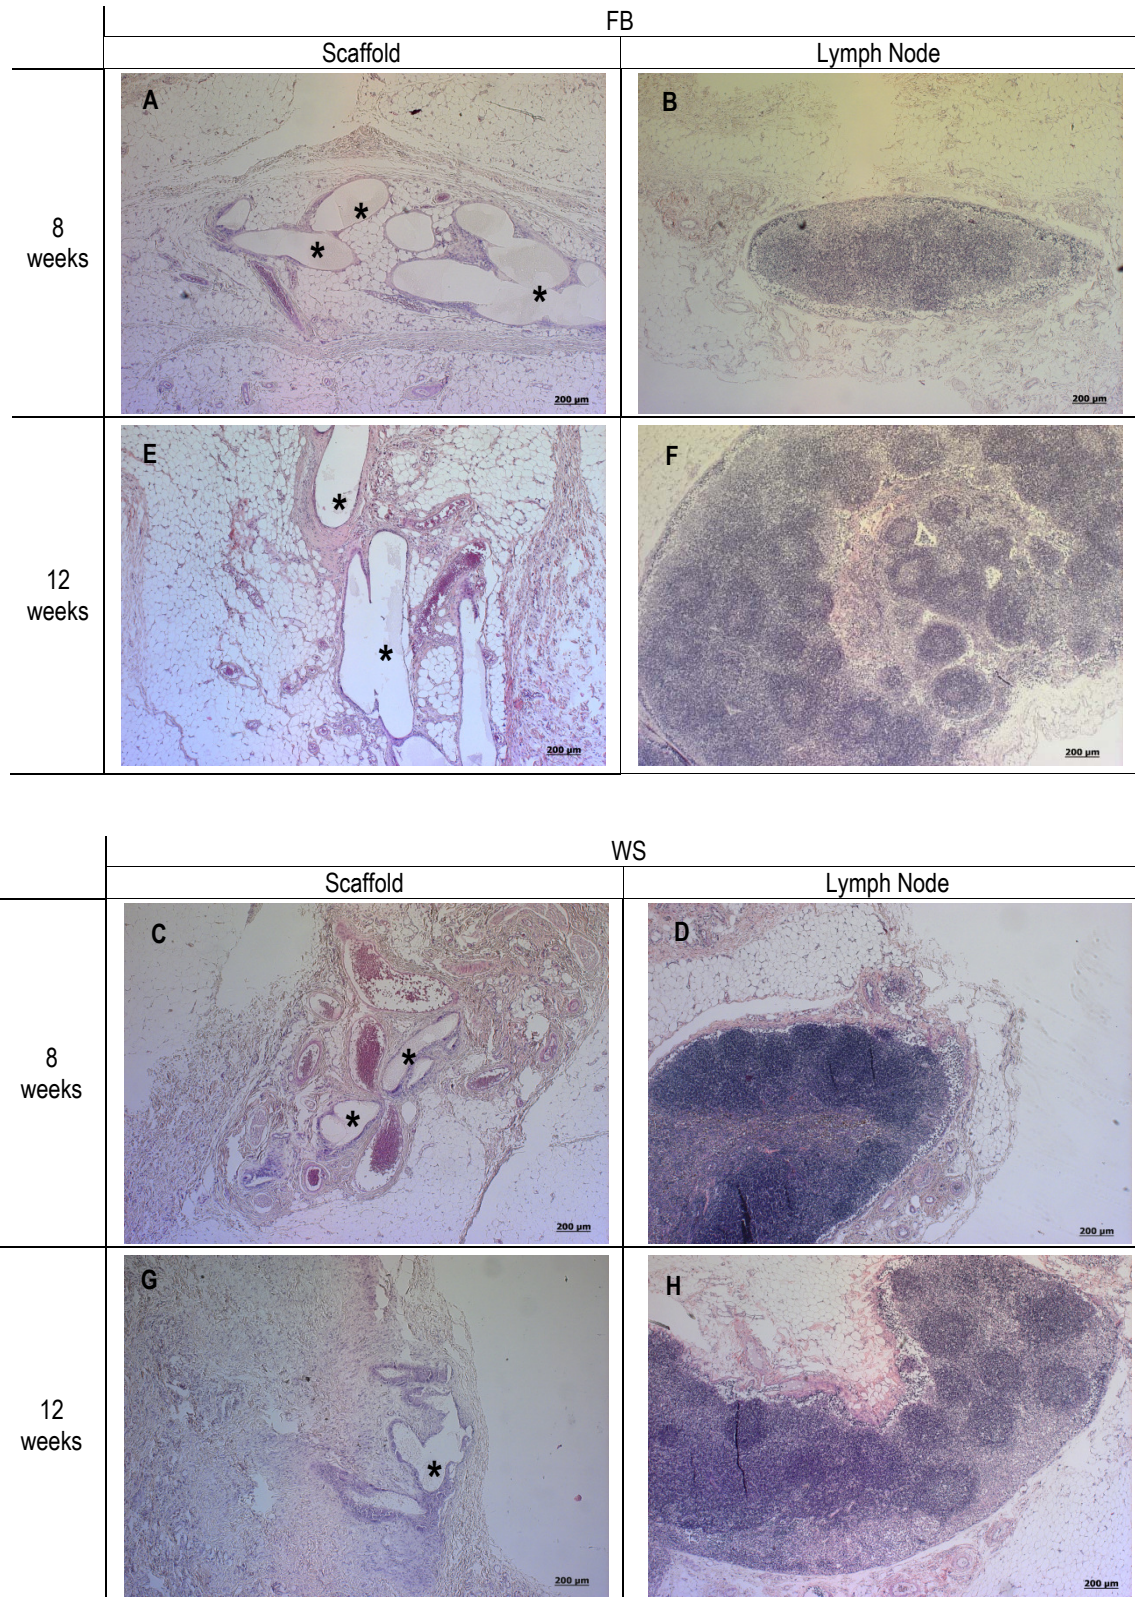 FB
Scaffold Lymph Node
8
weeks
A
*
*
*
200 µm
B
200 µm
12
weeks
E
*
*
200 µm
F
200 µm
WS
Scaffold Lymph Node
8
weeks
C
*
*
200 µm
D
200 µm
12
weeks
G
*
200 µm
H
200 µm